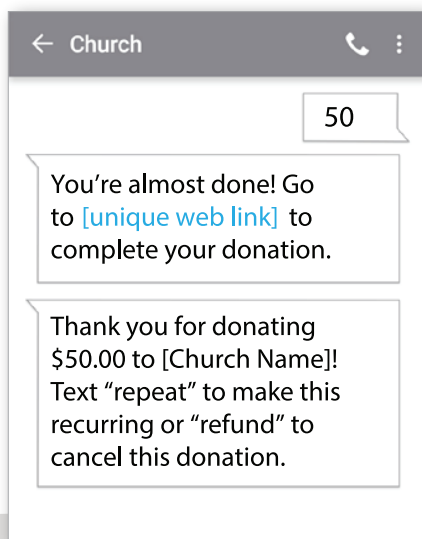 Church
50
You’re almost done! Go
to [unique web link] to
complete your donation.
Thank you for donating
$50.00 to [Church Name]!
Text “repeat” to make this
recurring or “refund” to
cancel this donation.